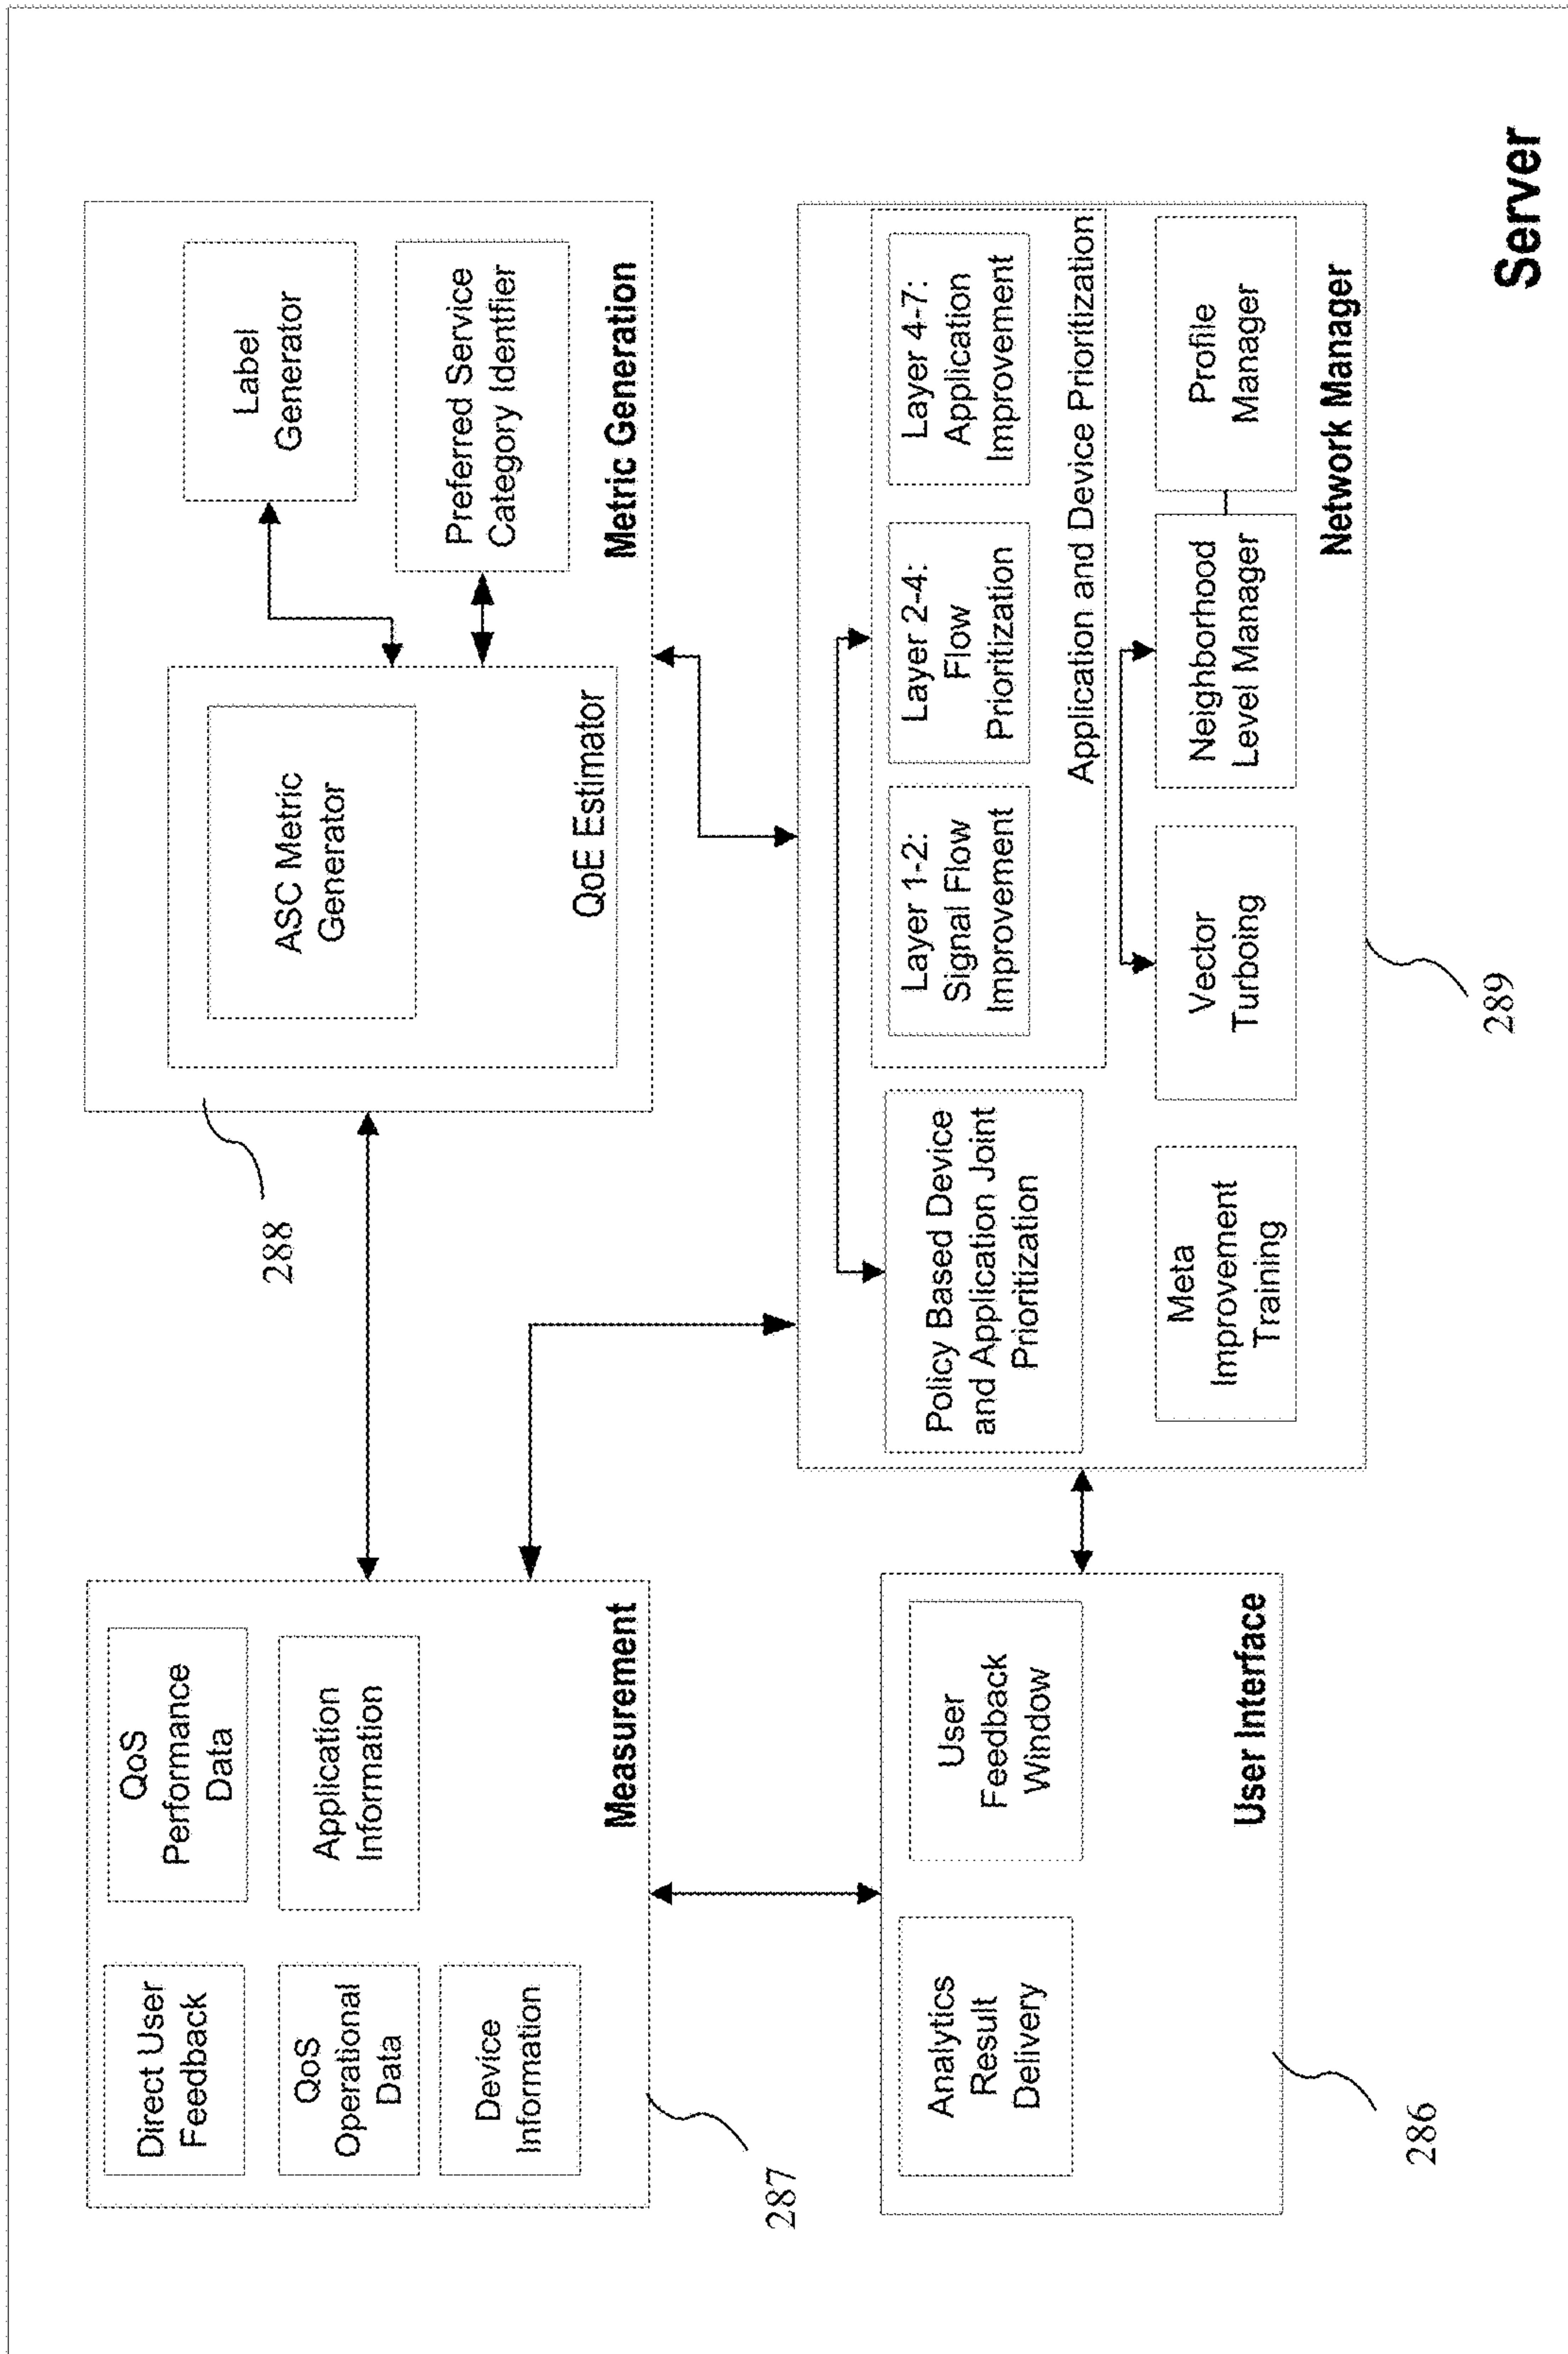 Direct User
Feedback
QoS
Performance
Data
QoS
Operational
Data
Application
Information
Device
Information
Measurement
287
288
ASC Metric
Generator
QoE Estimator
Label
Generator
Preferred Service
Category Identifier
Metric Generation
Analytics
Result
Delivery
User
Feedback
Window
User Interface
286
Policy Based Device
and Application Joint
Prioritization
Layer 1-2:
Signal Flow
Improvement
Layer 2-4:
Flow
Prioritization
Layer 4-7:
Application
Improvement
Application and Device Prioritization
Meta
Improvement
Training
Vector
Turboing
Neighborhood
Level Manager
Profile
Manager
Network Manager
289
Server